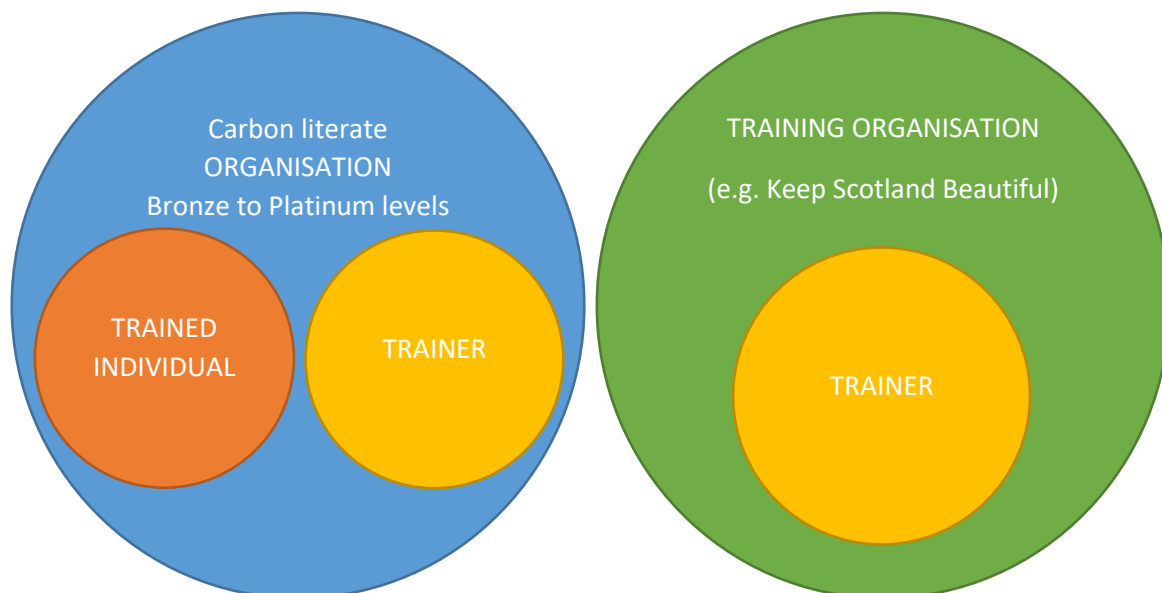 Carbon literate
ORGANISATION
Bronze to Platinum levels
TRAINED
INDIVIDUAL
TRAINER
TRAINING ORGANISATION
(e.g. Keep Scotland Beautiful)
TRAINER